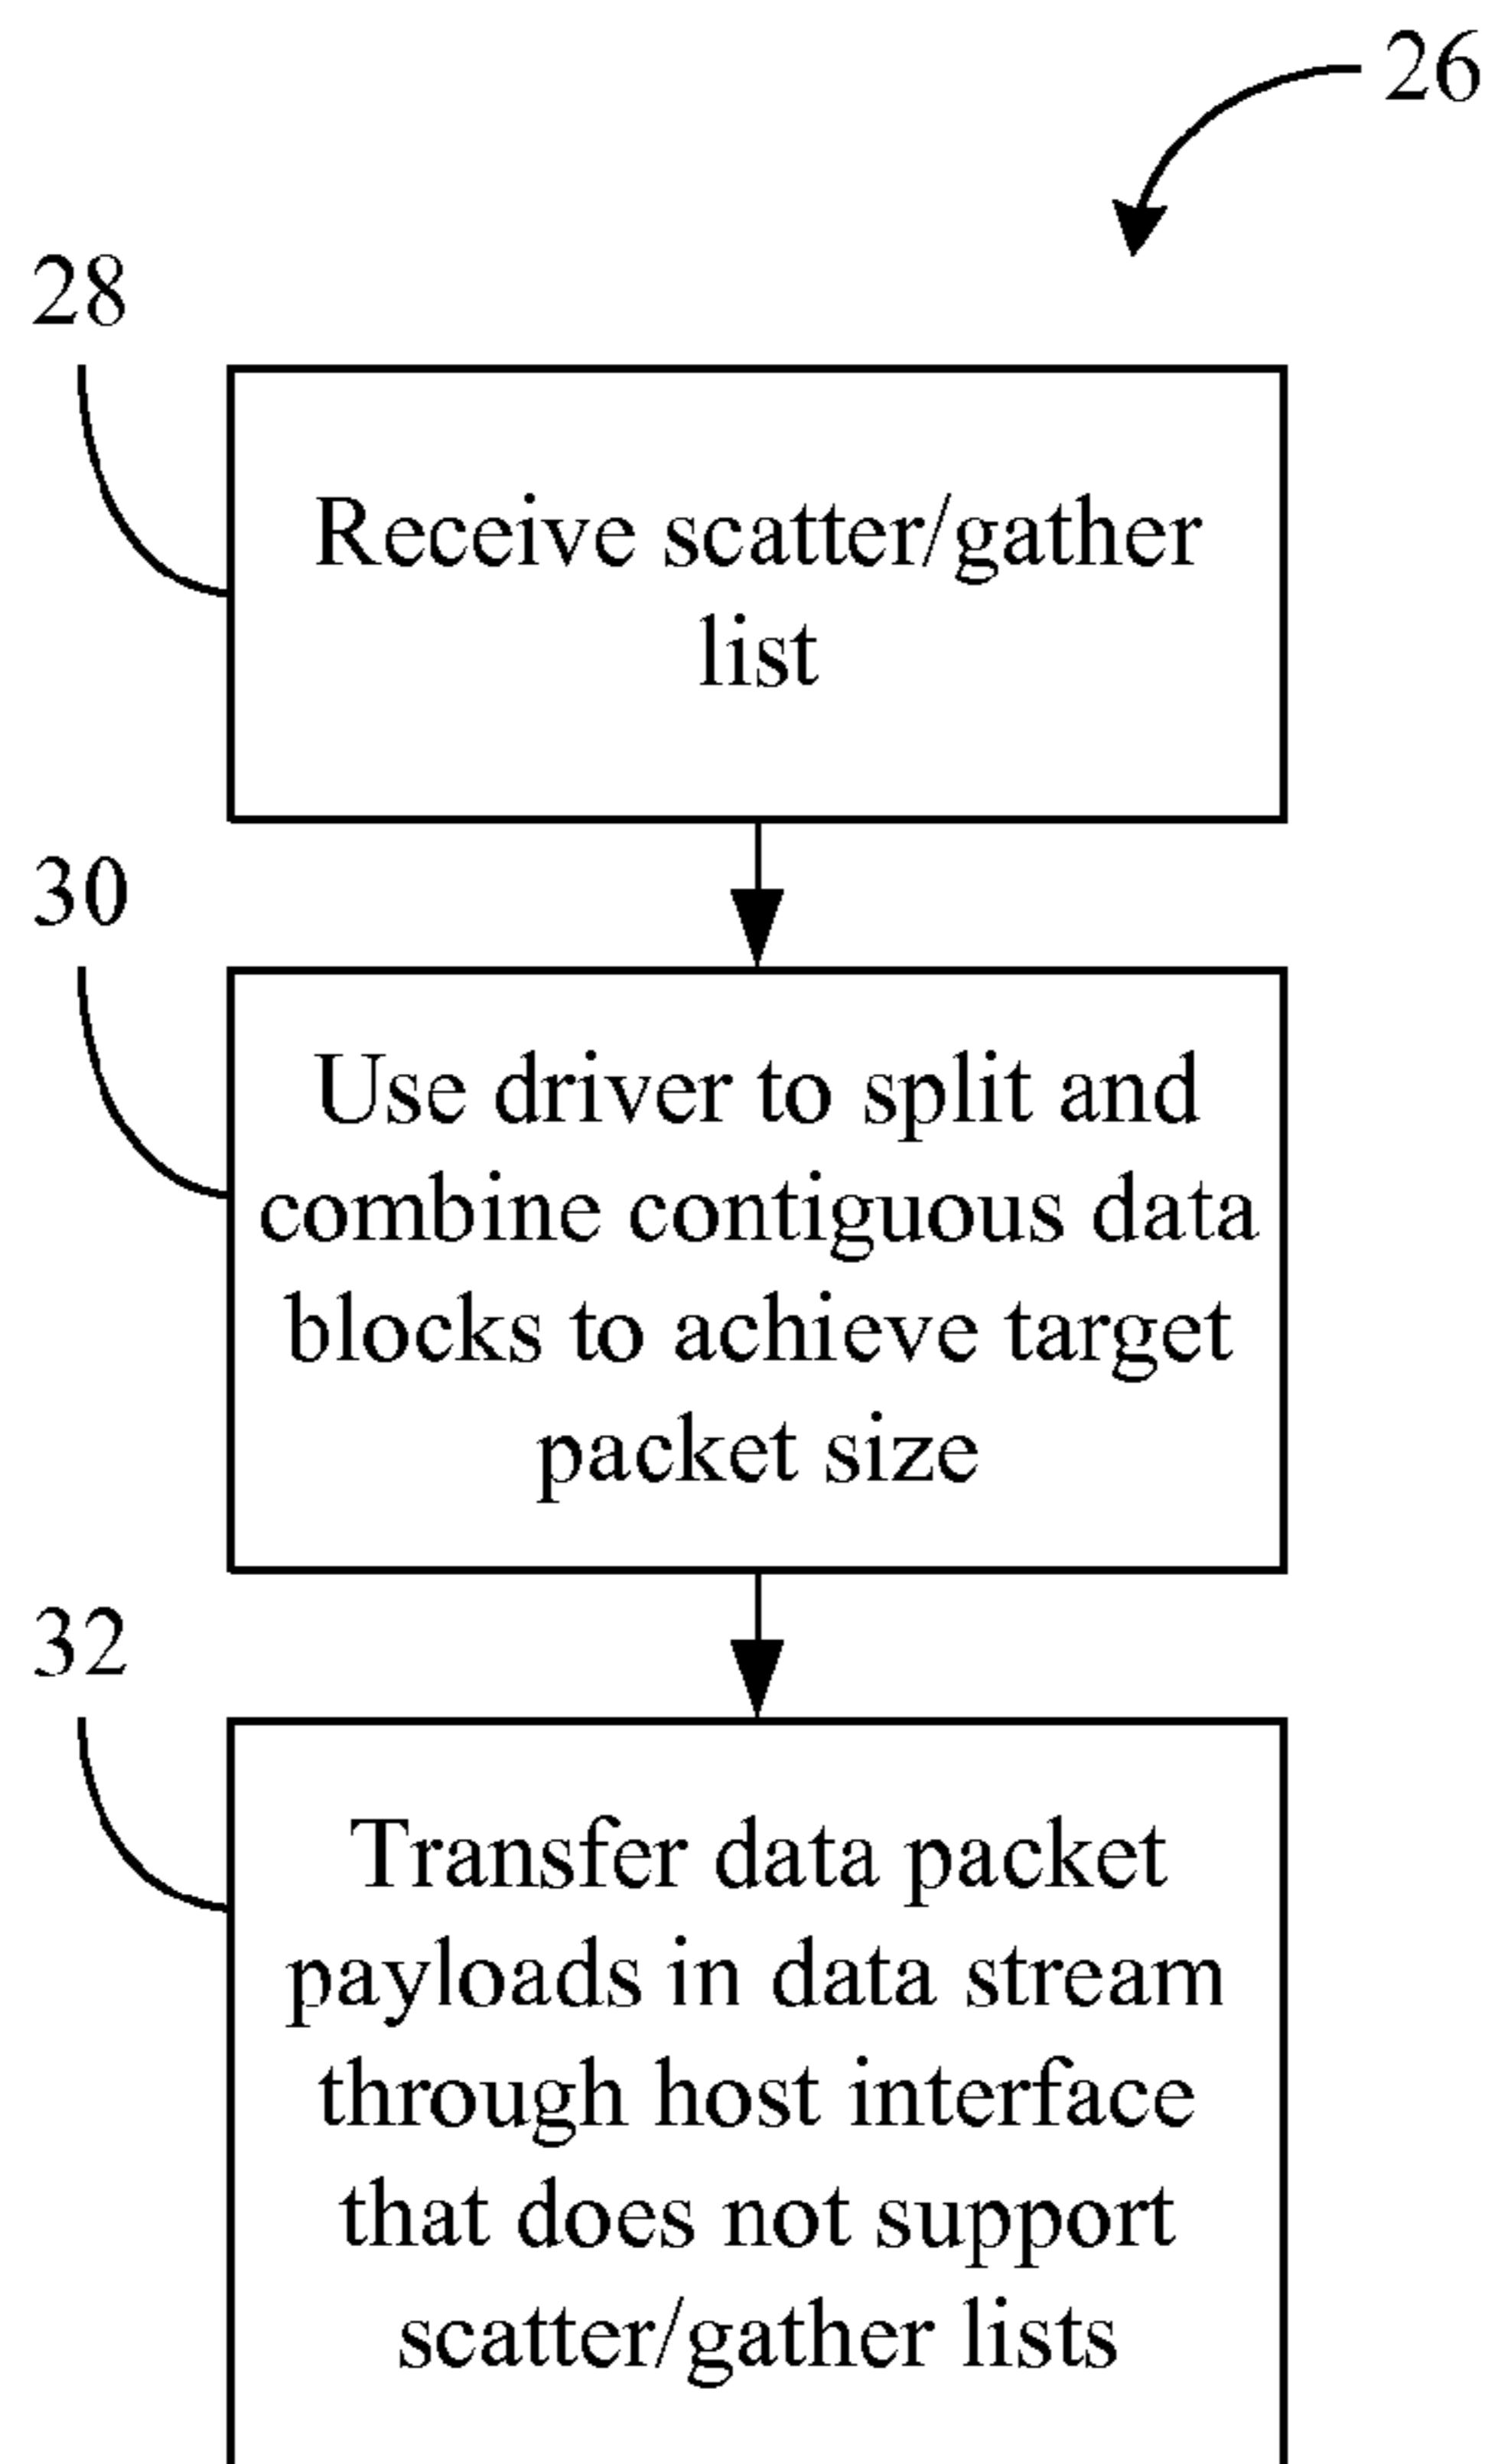 26
28
Receive scatter/gather
list
30
Use driver to split and
combine contiguous data
blocks to achieve target
packet size
32
Transfer data packet
payloads in data stream
through host interface
that does not support
scatter/gather lists